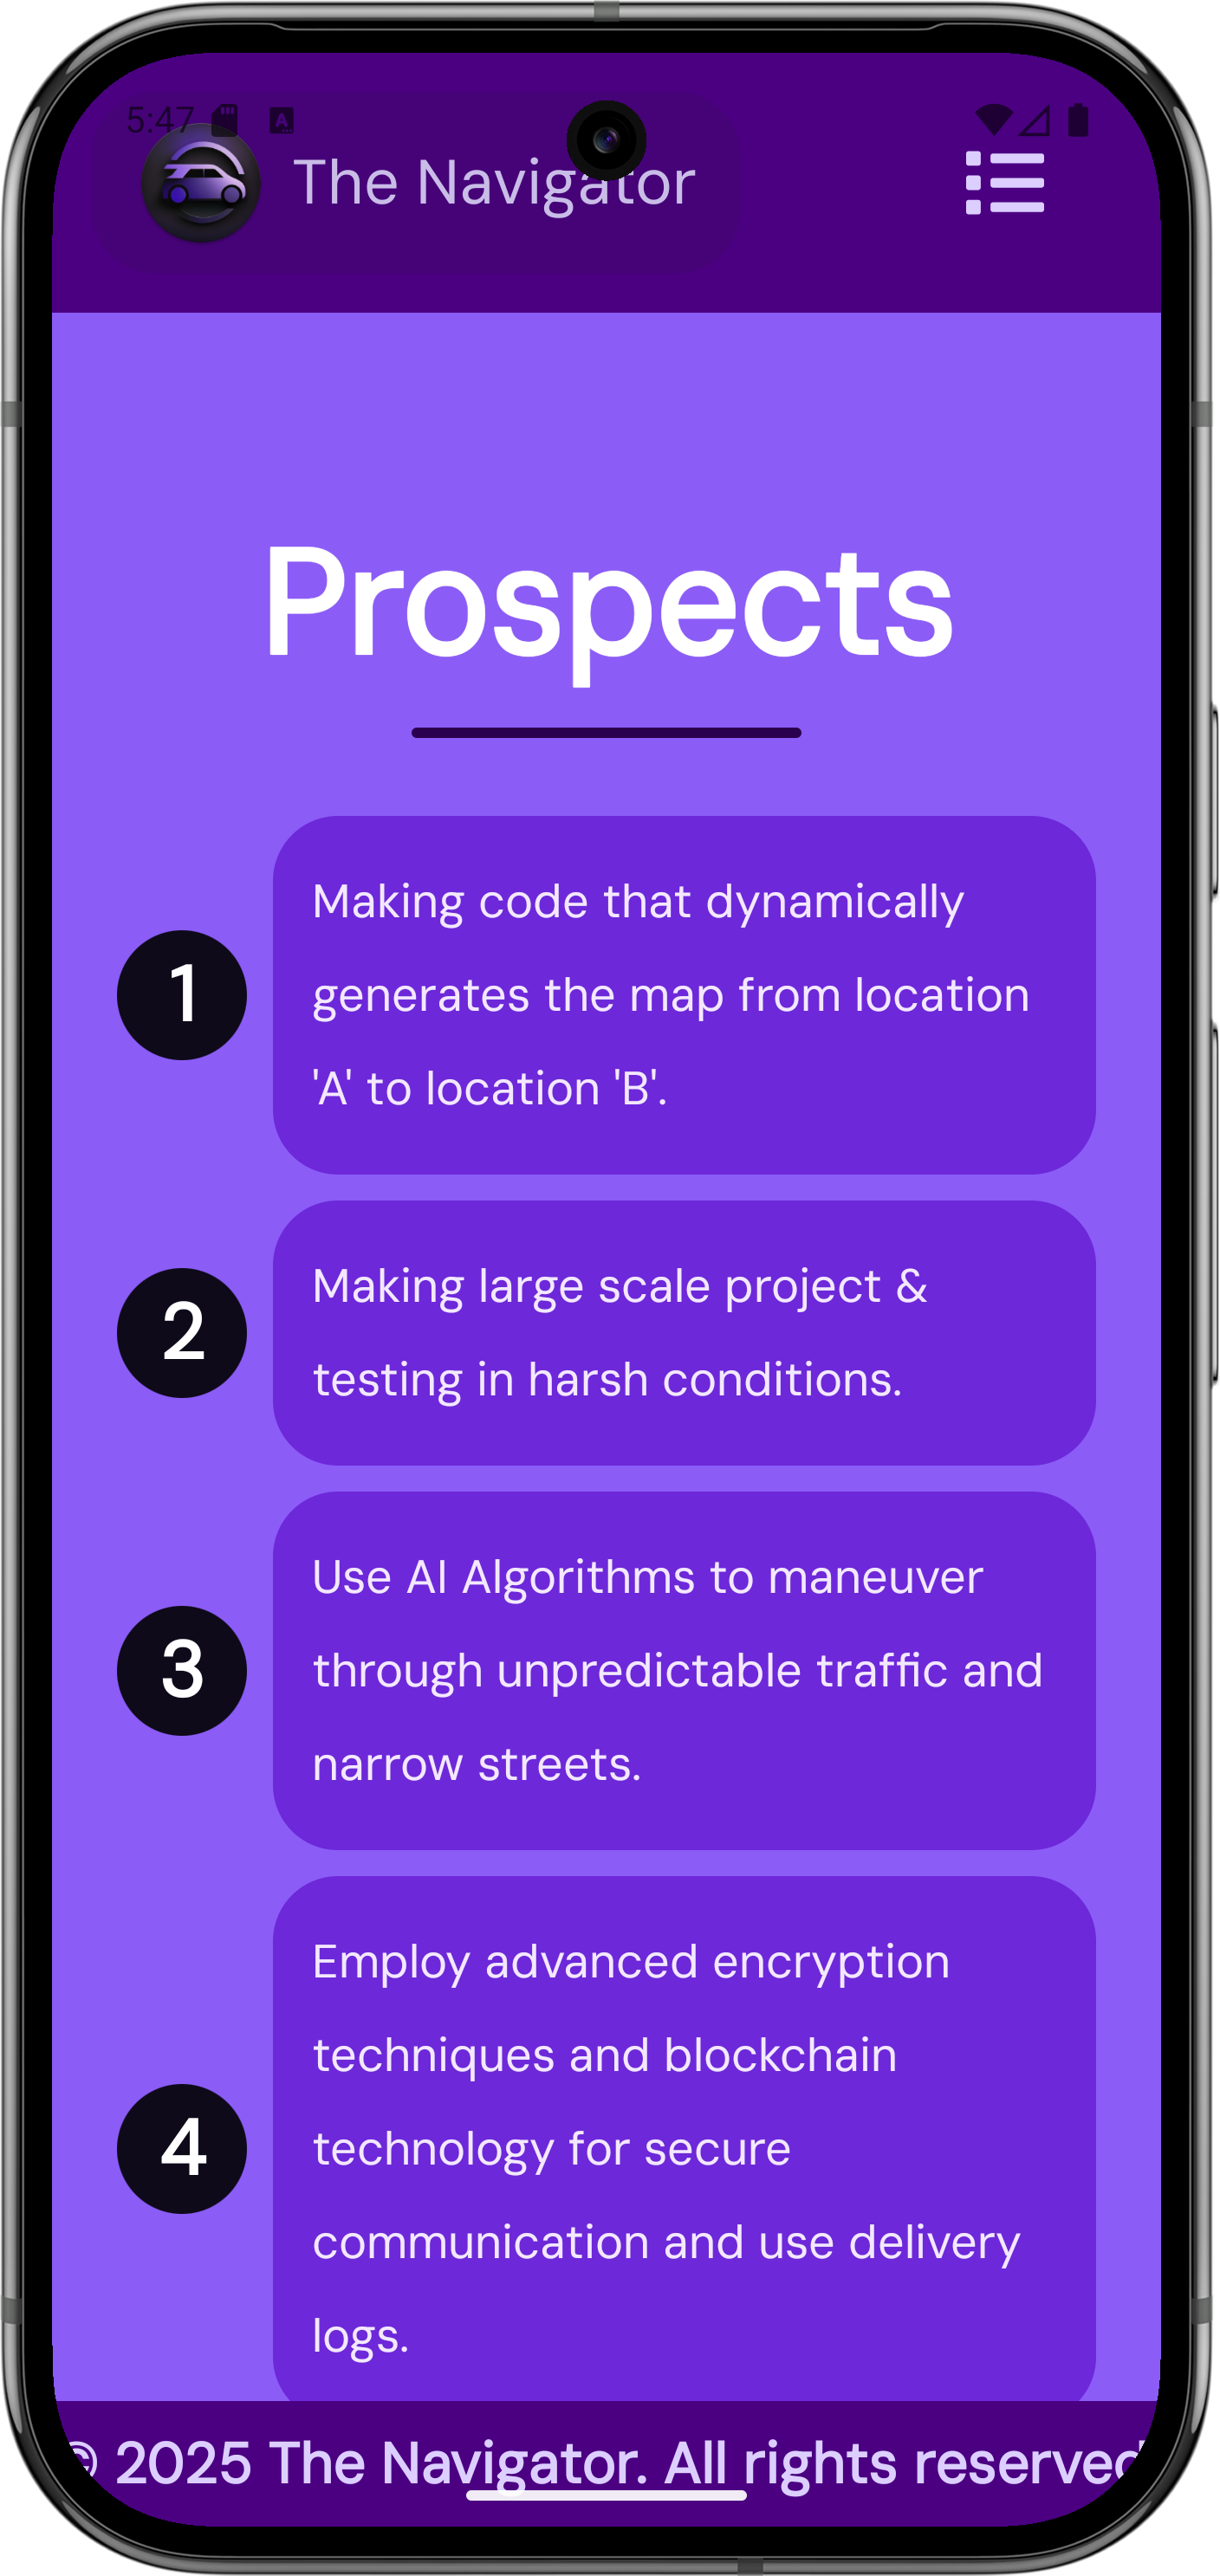 5:47
The Navigator
Prospects
1
Making code that dynamically
generates the map from location
'A' to location 'B'.
2
Making large scale project &
testing in harsh conditions.
3
Use AI Algorithms to maneuver
through unpredictable traffic and
narrow streets.
4
Employ advanced encryption
techniques and blockchain
technology for secure
communication and use delivery
logs.
© 2025 The Navigator. All rights reserved